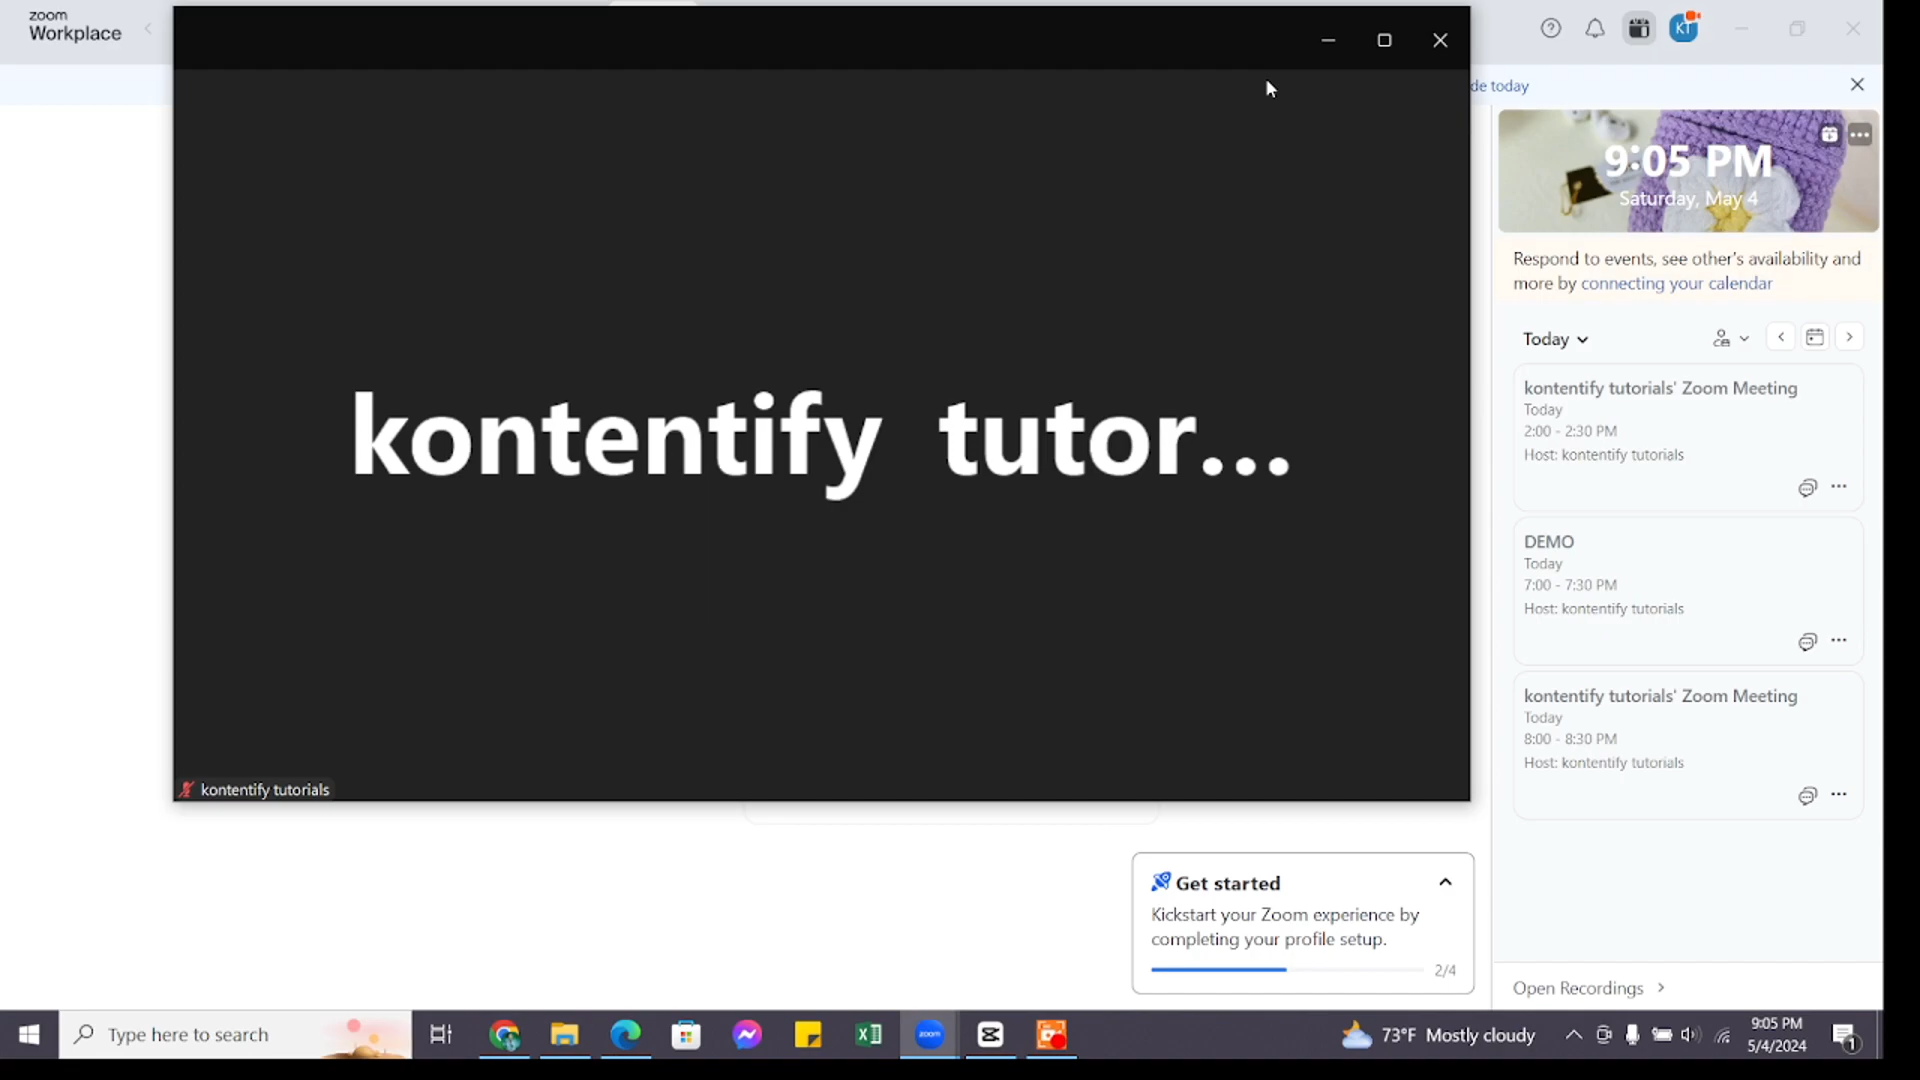 zoom
Workplace
KT
de today
9:05 PM
Saturday, May 4
Respond to events, see other's availability and
more by connecting your calendar
Today
kontentify tutorials' Zoom Meeting
Today
2:00 - 2:30 PM
Host: kontentify tutorials
DEMO
Today
7:00 - 7:30 PM
Host: kontentify tutorials
kontentify tutorials' Zoom Meeting
Today
8:00 - 8:30 PM
Host: kontentify tutorials
Open Recordings
kontentify tutor...
kontentify tutorials
Get started
Kickstart your Zoom experience by
completing your profile setup.
2/4
Type here to search
zoom
73°F Mostly cloudy
9:05 PM
5/4/2024
1